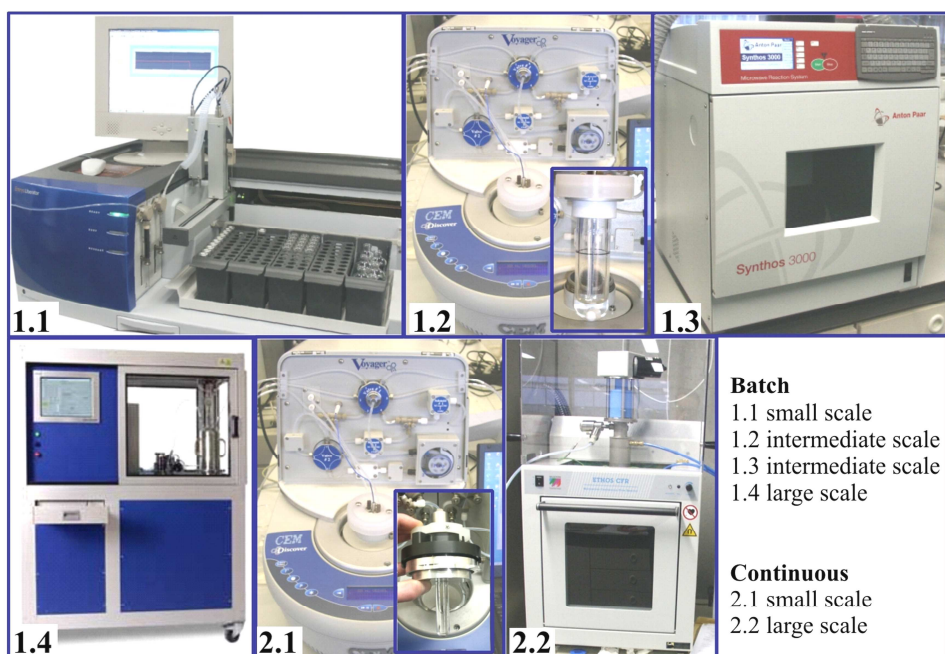 Voyager
CEM
Discover
1.1
1.2
Anton Paar
Synthos 3000
Microwave Reaction System
Anton Paar
Synthos 3000
1.3
1.4
Voyager
CEM
Discover
2.1
ETHOS CFR
2.2
Batch
1.1 small scale
1.2 intermediate scale
1.3 intermediate scale
1.4 large scale
Continuous
2.1 small scale
2.2 large scale